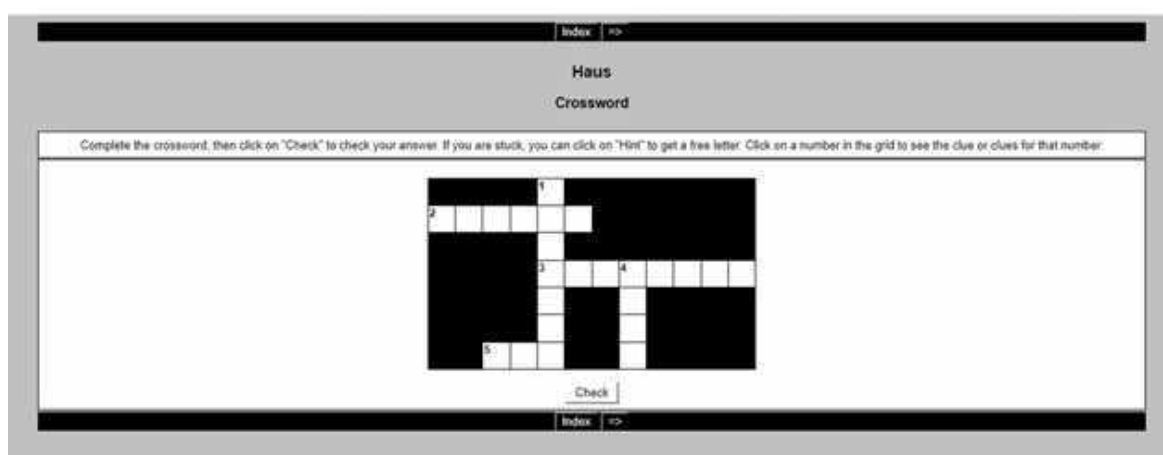 Index =>
Haus
Crossword
Complete the crossword, then click on "Check" to check your answer. If you are stuck, you can click on "Hint" to get a free letter. Click on a number in the grid to see the clue or clues for that number.
1
2
3 4
5
Check
Index =>